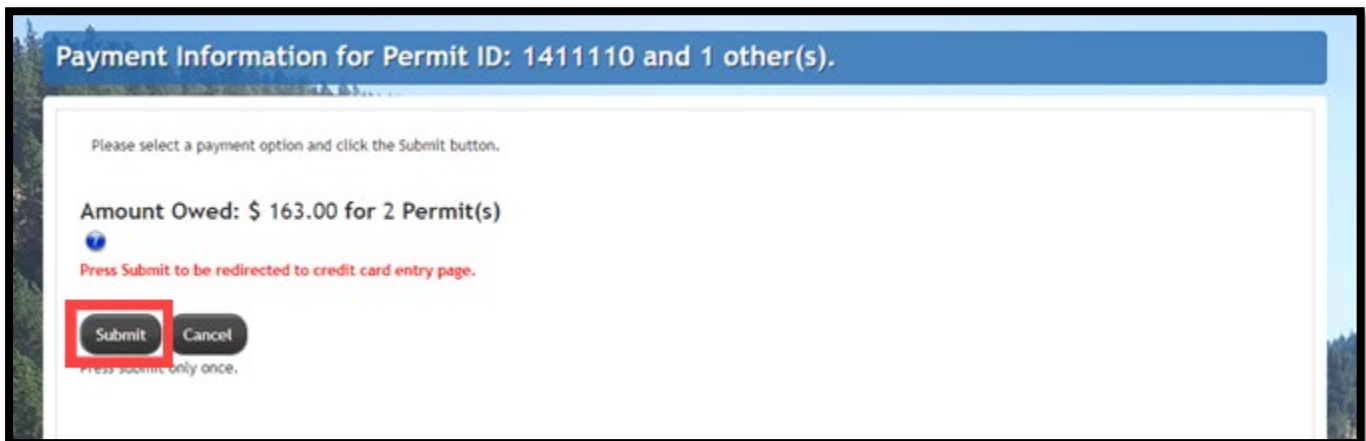 Payment Information for Permit ID: 1411110 and 1 other(s).
Please select a payment option and click the Submit button.
Amount Owed: $ 163.00 for 2 Permit(s)
?
Press Submit to be redirected to credit card entry page.
Submit Cancel
Press submit only once.